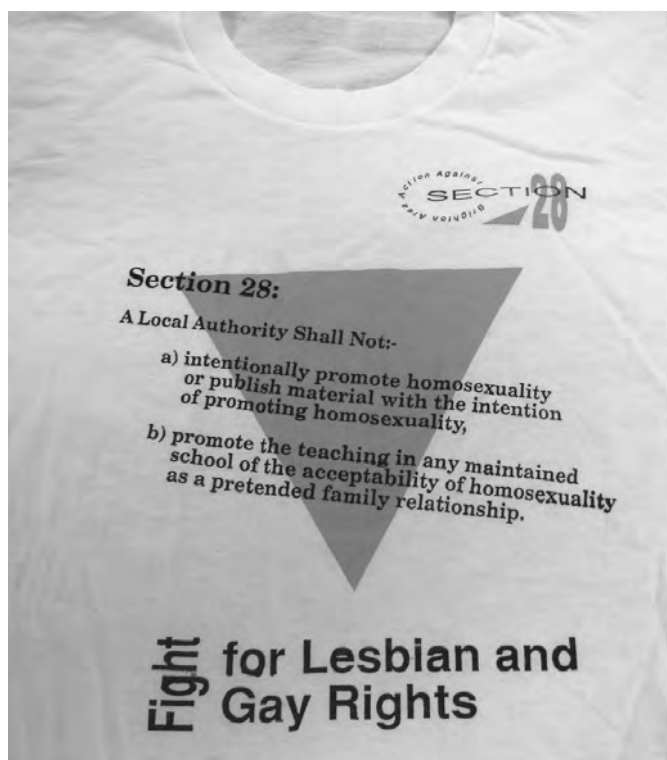 Brighton Area Action Against
SECTION
28
Section 28:
A Local Authority Shall Not:-
a) intentionally promote homosexuality
or publish material with the intention
of promoting homosexuality,
b) promote the teaching in any maintained
school of the acceptability of homosexuality
as a pretended family relationship.
Fight for Lesbian and
Gay Rights